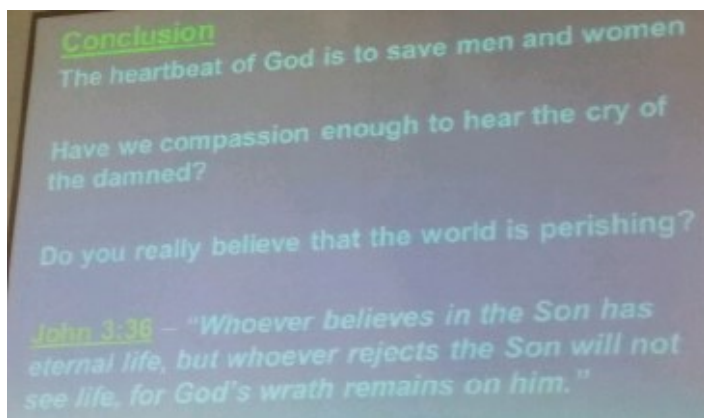 Conclusion
The heartbeat of God is to save men and women
Have we compassion enough to hear the cry of
the damned?
Do you really believe that the world is perishing?
John 3:36 – "Whoever believes in the Son has
eternal life, but whoever rejects the Son will not
see life, for God's wrath remains on him."